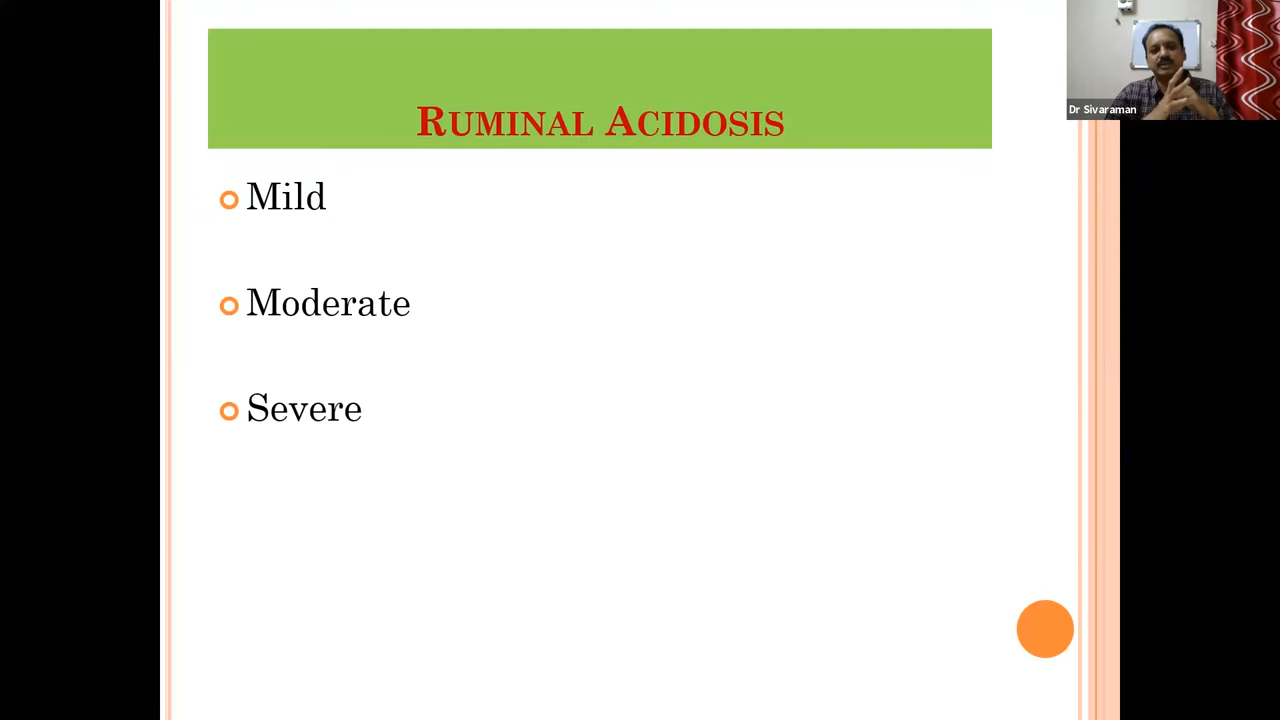 RUMINAL ACIDOSIS
Mild
Moderate
Severe
Dr Sivaraman